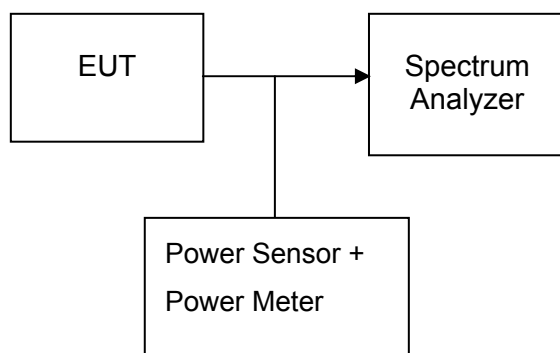 EUT
Spectrum
Analyzer
Power Sensor +
Power Meter